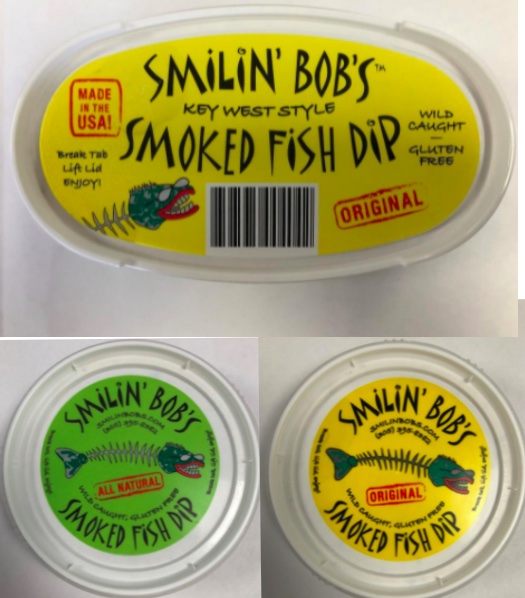 SMILIN' BOB'S™
KEY WEST STYLE
SMOKED FISH DIP
MADE
IN THE
USA!
Break Tab
Lift Lid
ENJOY!
WILD
CAUGHT
GLUTEN
FREE
ORIGINAL
SMILIN' BOB'S
SMILINBOBS.COM
ALL NATURAL
WILD CAUGHT, GLUTEN FREE
SMOKED FISH DIP
SMILIN' BOB'S
SMILINBOBS.COM
ORIGINAL
WILD CAUGHT, GLUTEN FREE
SMOKED FISH DIP